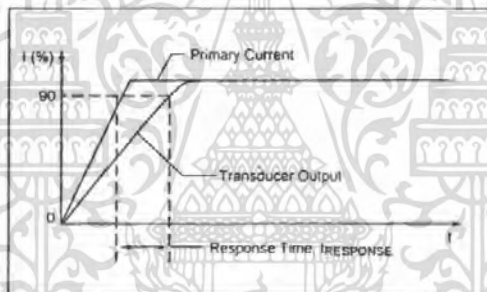 I (%)
Primary Current
90
Transducer Output
0
Response Time, tRESPONSE
t